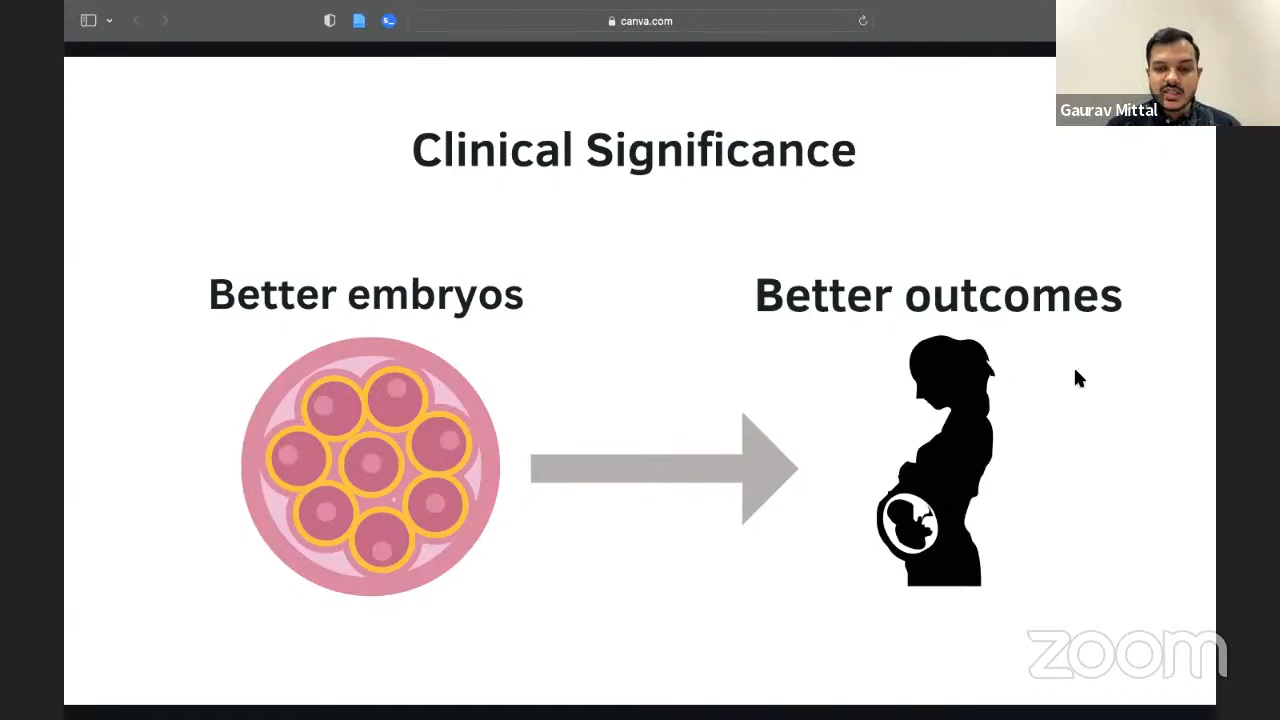 canva.com
Gaurav Mittal
Clinical Significance
Better embryos
Better outcomes
zoom